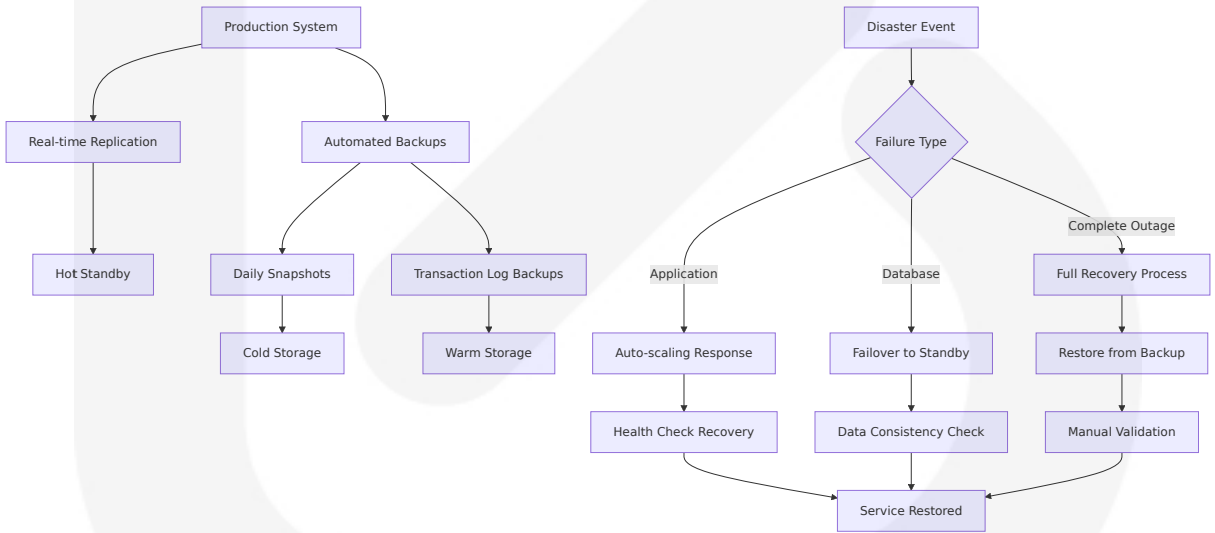 Production System
Disaster Event
Real-time Replication
Automated Backups
Failure Type
Complete Outage
Hot Standby
Daily Snapshots
Transaction Log Backups
Application
Database
Full Recovery Process
Cold Storage
Warm Storage
Auto-scaling Response
Failover to Standby
Restore from Backup
Health Check Recovery
Data Consistency Check
Manual Validation
Service Restored